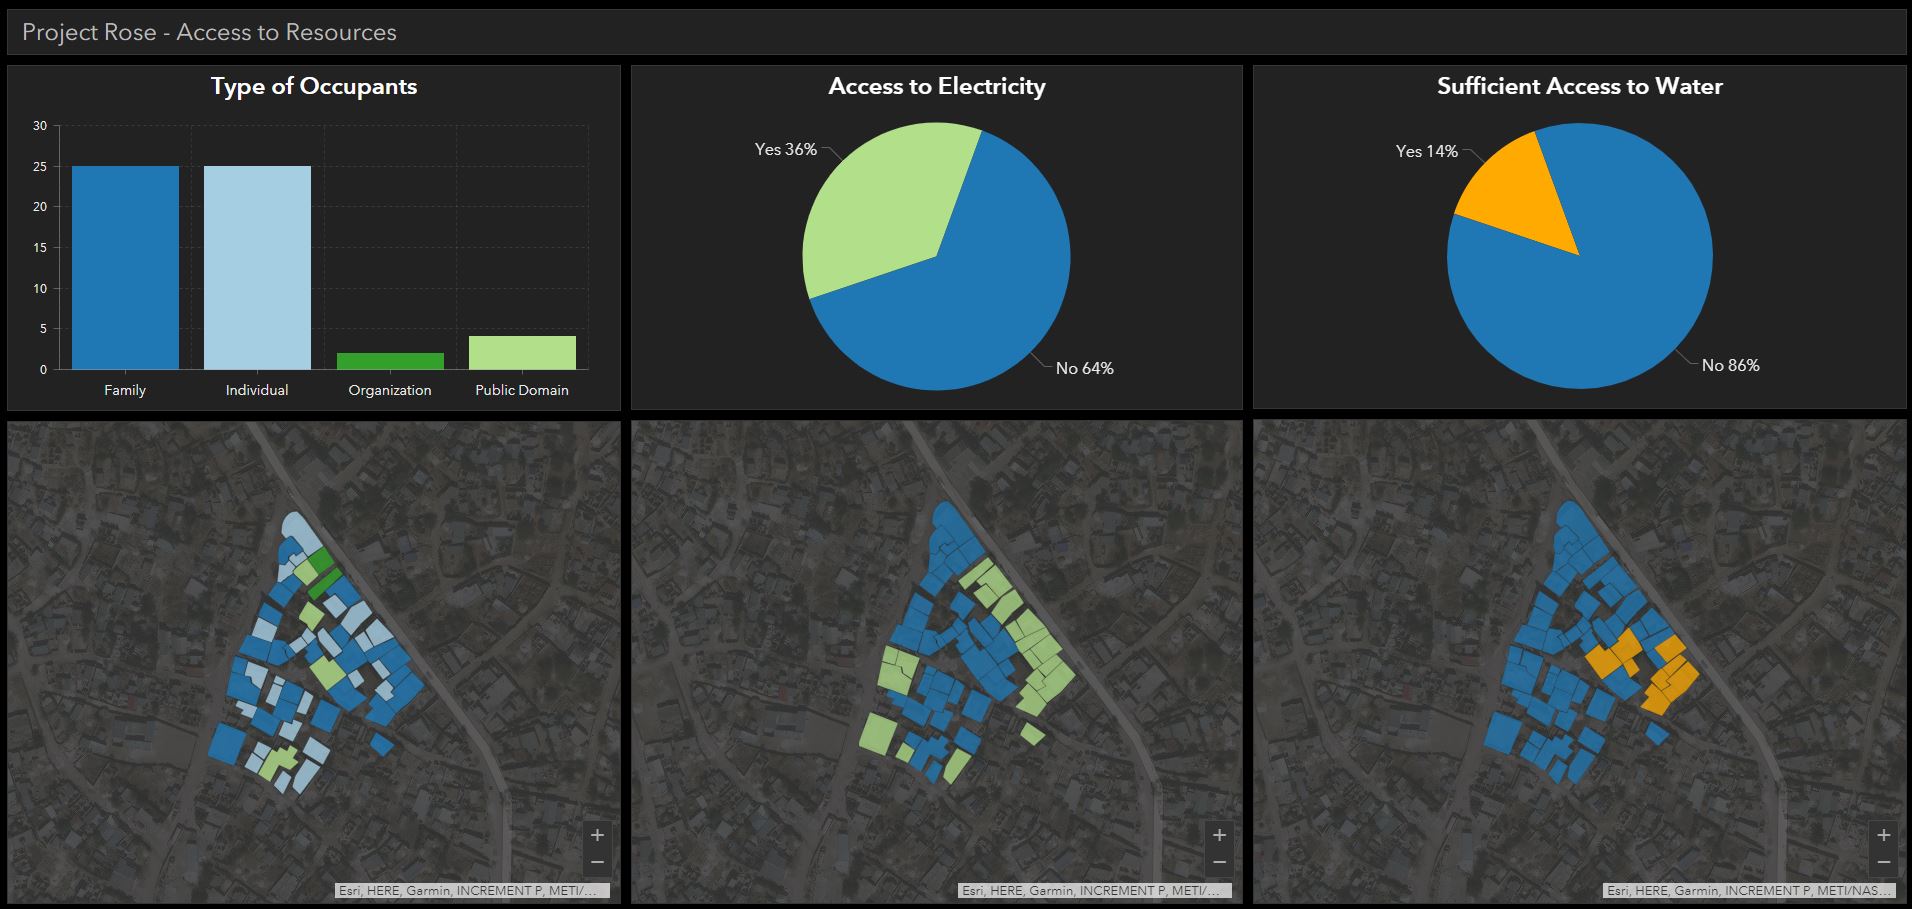 Project Rose - Access to Resources
Type of Occupants
30
25
20
15
10
5
0
Family
Individual
Organization
Public Domain
Access to Electricity
Yes 36%
No 64%
Sufficient Access to Water
Yes 14%
No 86%
+
−
Esri, HERE, Garmin, INCREMENT P, METI/...
+
−
Esri, HERE, Garmin, INCREMENT P, METI/...
+
−
Esri, HERE, Garmin, INCREMENT P, METI/NAS...